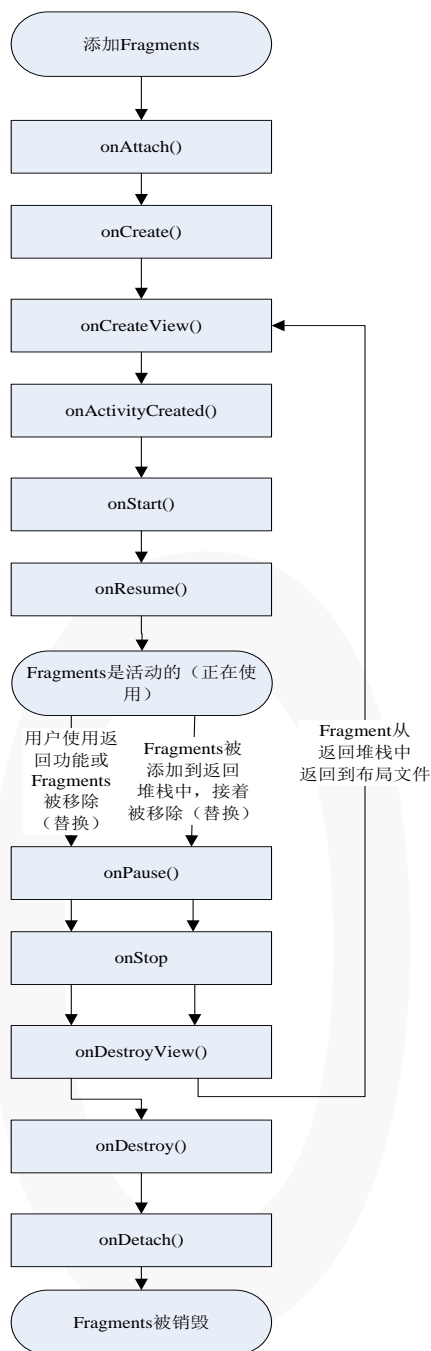 添加Fragments
onAttach()
onCreate()
onCreateView()
onActivityCreated()
onStart()
onResume()
Fragments是活动的（正在使
用）
用户使用返
回功能或
Fragments
被移除
（替换）
Fragments被
添加到返回
堆栈中，接着
被移除（替换）
Fragment从
返回堆栈中
返回到布局文件
onPause()
onStop
onDestroyView()
onDestroy()
onDetach()
Fragments被销毁